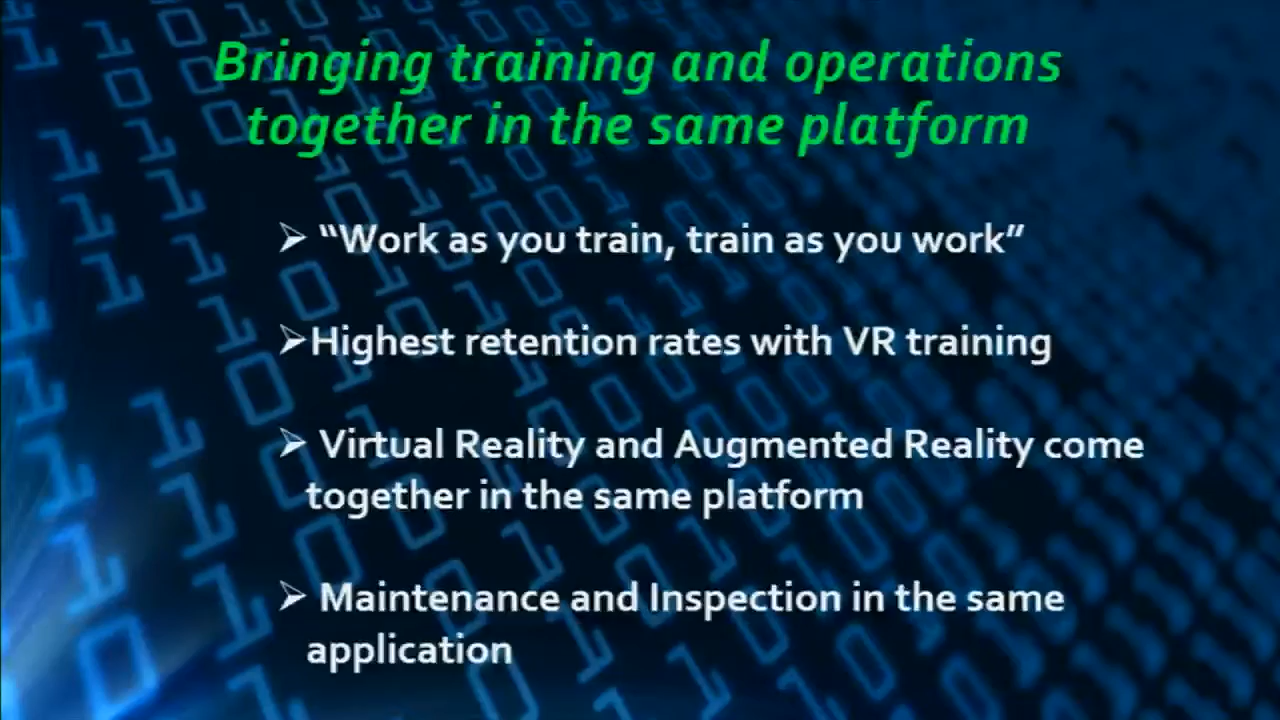 Bringing training and operations
together in the same platform
➢ “Work as you train, train as you work”
➢Highest retention rates with VR training
➢ Virtual Reality and Augmented Reality come
together in the same platform
➢ Maintenance and Inspection in the same
application